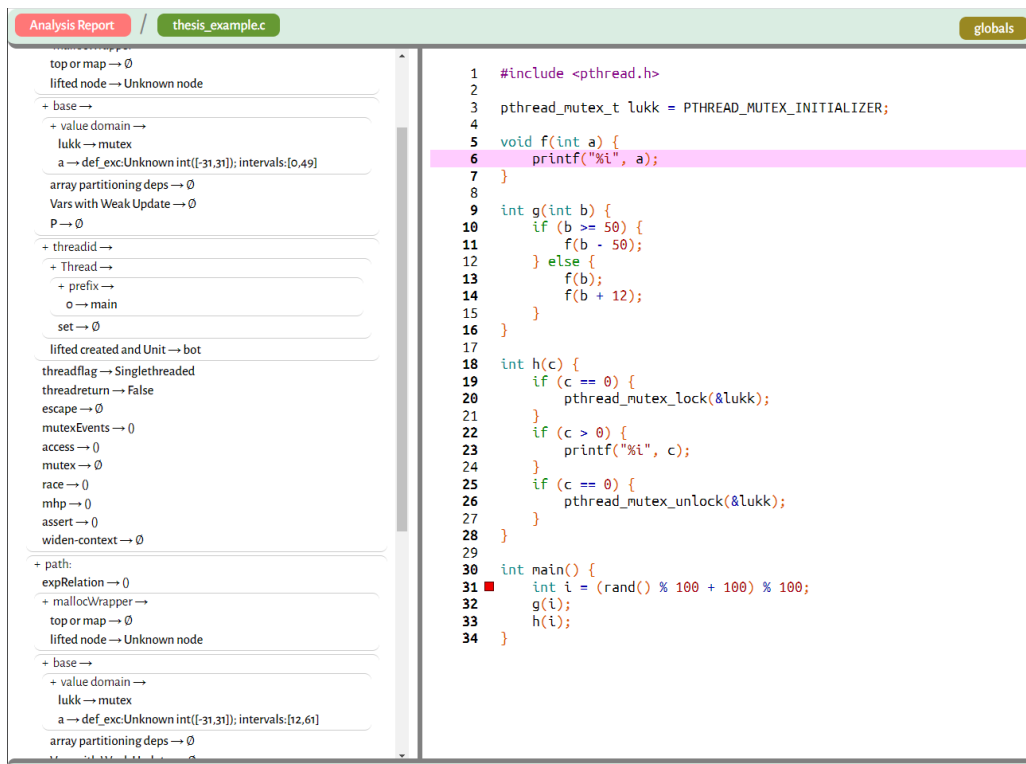 Analysis Report / thesis_example.c
globals
top or map → Ø
lifted node → Unknown node
+ base →
+ value domain →
lukk → mutex
a → def_exc:Unknown int([-31,31]); intervals:[0,49]
array partitioning deps → Ø
Vars with Weak Update → Ø
P → Ø
+ threadid →
+ Thread →
+ prefix →
0 → main
set → Ø
lifted created and Unit → bot
threadflag → Singlethreaded
threadreturn → False
escape → Ø
mutexEvents → ()
access → ()
mutex → Ø
race → ()
mhp → ()
assert → ()
widen-context → Ø
+ path:
expRelation → ()
+ mallocWrapper →
top or map → Ø
lifted node → Unknown node
+ base →
+ value domain →
lukk → mutex
a → def_exc:Unknown int([-31,31]); intervals:[12,61]
array partitioning deps → Ø
1 #include <pthread.h>
2
3 pthread_mutex_t lukk = PTHREAD_MUTEX_INITIALIZER;
4
5 void f(int a) {
6 printf("%i", a);
7 }
8
9 int g(int b) {
10 if (b >= 50) {
11 f(b - 50);
12 } else {
13 f(b);
14 f(b + 12);
15 }
16 }
17
18 int h(c) {
19 if (c == 0) {
20 pthread_mutex_lock(&lukk);
21 }
22 if (c > 0) {
23 printf("%i", c);
24 }
25 if (c == 0) {
26 pthread_mutex_unlock(&lukk);
27 }
28 }
29
30 int main() {
31 int i = (rand() % 100 + 100) % 100;
32 g(i);
33 h(i);
34 }